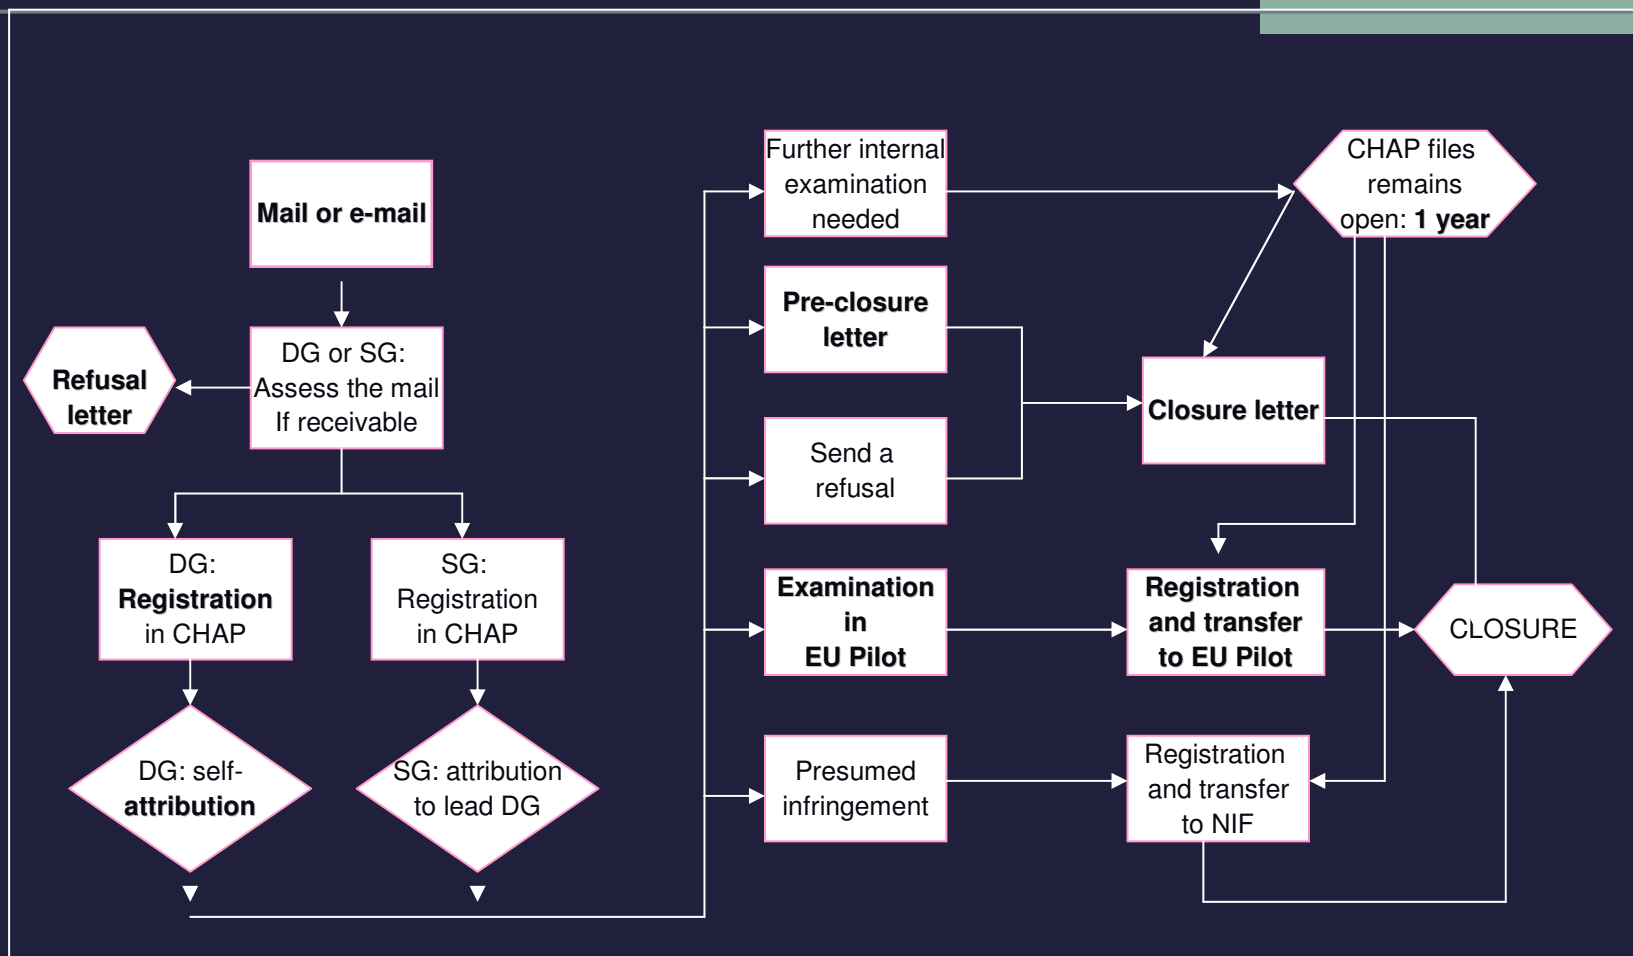 Mail or e-mail
Refusal
letter
DG or SG:
Assess the mail
If receivable
DG:
Registration
in CHAP
SG:
Registration
in CHAP
DG: self-
attribution
SG: attribution
to lead DG
Further internal
examination
needed
Pre-closure
letter
Send a
refusal
Examination
in
EU Pilot
Presumed
infringement
CHAP files
remains
open: 1 year
Closure letter
Registration
and transfer
to EU Pilot
Registration
and transfer
to NIF
CLOSURE